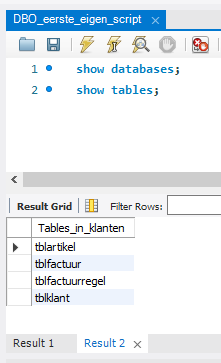 DBO_eerste_eigen_script
1 show databases;
2 show tables;
Result Grid Filter Rows:
Tables_in_klanten
tblartikel
tblfactuur
tblfactuurregel
tblklant
Result 1 Result 2